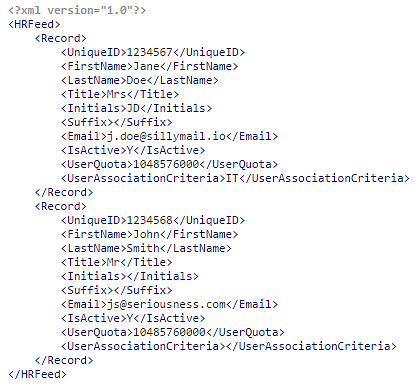 <?xml version="1.0"?>
<HRFeed>
    <Record>
        <UniqueID>1234567</UniqueID>
        <FirstName>Jane</FirstName>
        <LastName>Doe</LastName>
        <Title>Mrs</Title>
        <Initials>JD</Initials>
        <Suffix></Suffix>
        <Email>j.doe@sillymail.io</Email>
        <IsActive>Y</IsActive>
        <UserQuota>1048576000</UserQuota>
        <UserAssociationCriteria>IT</UserAssociationCriteria>
    </Record>
    <Record>
        <UniqueID>1234568</UniqueID>
        <FirstName>John</FirstName>
        <LastName>Smith</LastName>
        <Title>Mr</Title>
        <Initials></Initials>
        <Suffix></Suffix>
        <Email>js@seriousness.com</Email>
        <IsActive>Y</IsActive>
        <UserQuota>10485760000</UserQuota>
        <UserAssociationCriteria></UserAssociationCriteria>
    </Record>
</HRFeed>